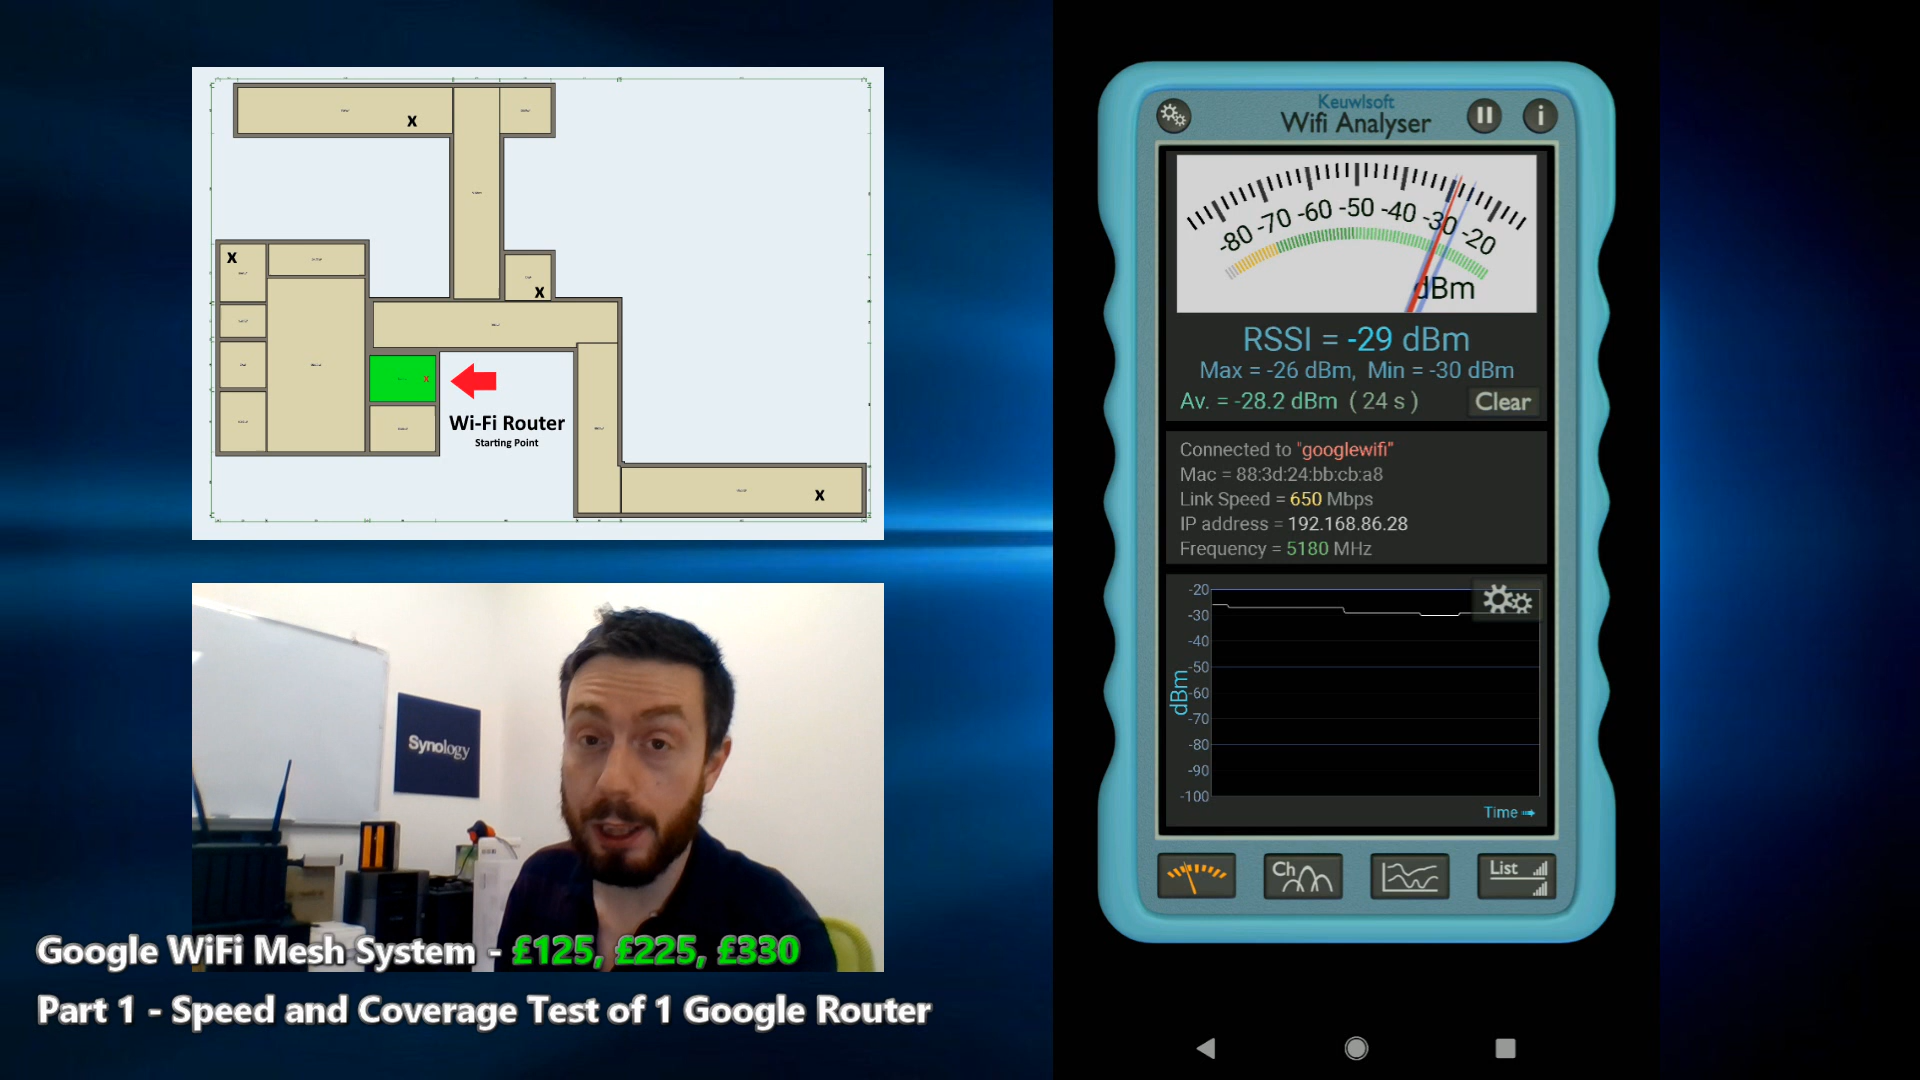 x
x
x
x
x
Wi-Fi Router
Starting Point
Synology
Google WiFi Mesh System - £125, £225, £330
Part 1 - Speed and Coverage Test of 1 Google Router
Keuwlsoft
Wifi Analyser
i
-80 -70 -60 -50 -40 -30 -20
dBm
RSSI = -29 dBm
Max = -26 dBm, Min = -30 dBm
Av. = -28.2 dBm ( 24 s )
Clear
Connected to "googlewifi"
Mac = 88:3d:24:bb:cb:a8
Link Speed = 650 Mbps
IP address = 192.168.86.28
Frequency = 5180 MHz
-20
-30
-40
-50
-60
-70
-80
-90
-100
dBm
Time
Ch
List